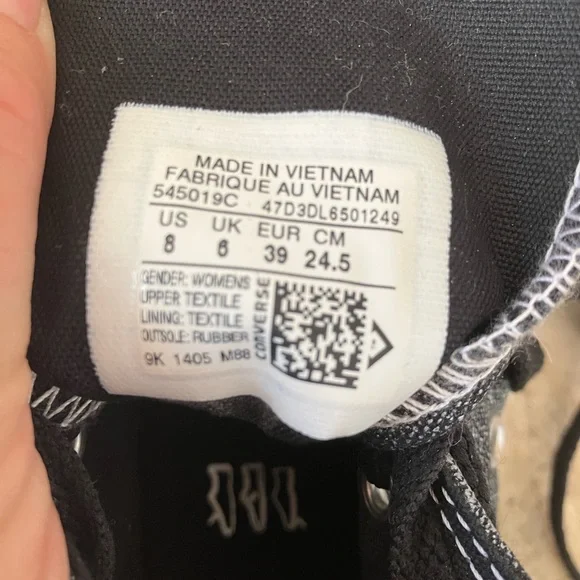 MADE IN VIETNAM
FABRIQUE AU VIETNAM
545019C 47D3DL6501249
US UK EUR CM
8 6 39 24.5
GENDER: WOMENS
UPPER TEXTILE
LINING: TEXTILE
OUTSOLE: RUBBER
9K 1405 M88
CONVERSE